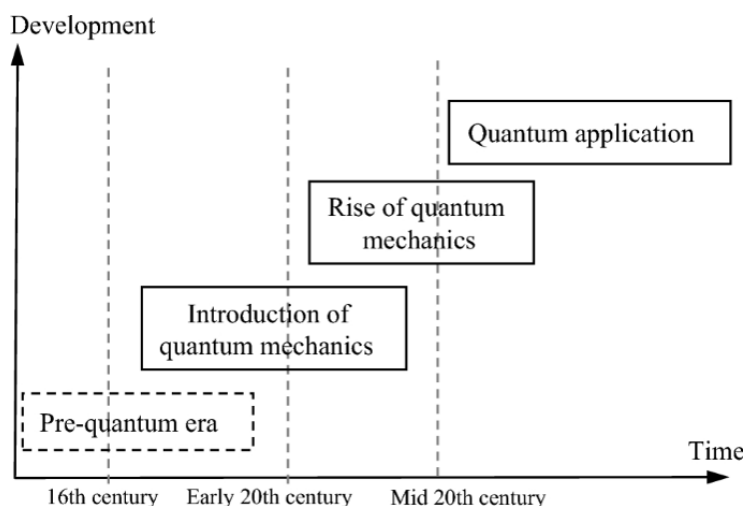 Development
Quantum application
Rise of quantum
mechanics
Introduction of
quantum mechanics
Pre-quantum era
Time
16th century
Early 20th century
Mid 20th century